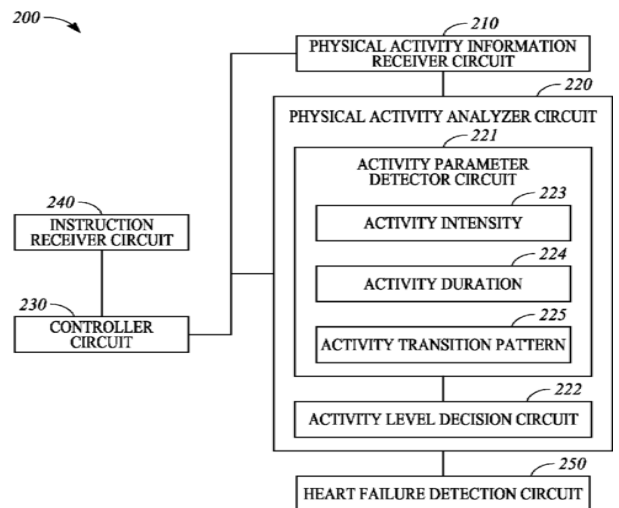 200
210
PHYSICAL ACTIVITY INFORMATION
RECEIVER CIRCUIT
220
PHYSICAL ACTIVITY ANALYZER CIRCUIT
221
ACTIVITY PARAMETER
DETECTOR CIRCUIT
223
ACTIVITY INTENSITY
224
ACTIVITY DURATION
225
ACTIVITY TRANSITION PATTERN
222
ACTIVITY LEVEL DECISION CIRCUIT
240
INSTRUCTION
RECEIVER CIRCUIT
230
CONTROLLER
CIRCUIT
250
HEART FAILURE DETECTION CIRCUIT